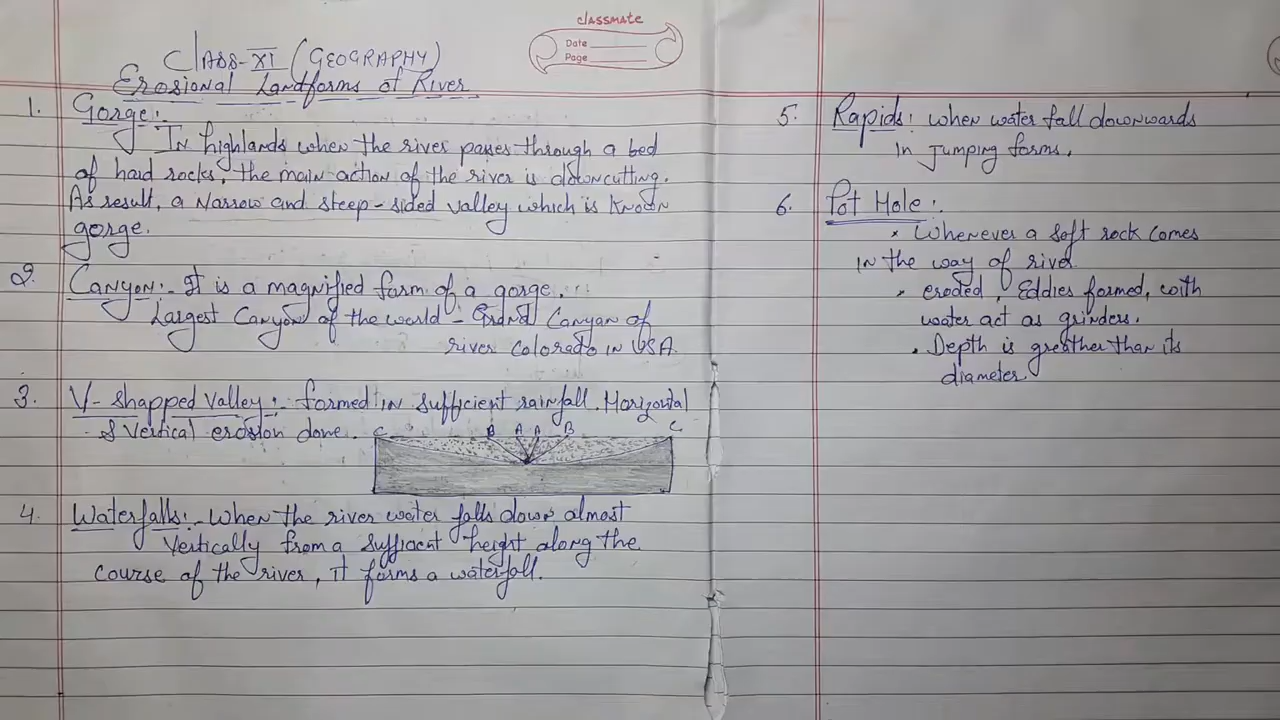 classmate
Date
Page
Class-XI (GEOGRAPHY)
Erosional Landforms of River
1. Gorge:-
In highlands when the river passes through a bed
of hard rocks, the main action of the river is downcutting.
As result, a narrow and steep-sided valley which is known
gorge.
2. Canyon:- It is a magnified form of a gorge.
Largest Canyon of the world - Grand Canyan of
river colorado in USA.
3. V-shapped valley:- formed in sufficient rainfall. Horizontal
& Vertical erosion done.
C B A A B C
4. Waterfalls:- When the river water falls down almost
Vertically from a sufficient height along the
course of the river, it forms a waterfall.
5. Rapids: when water fall downwards
in jumping forms.
6. Pot Hole:-
* Whenever a soft rock comes
in the way of river
* eroded, Eddies formed, with
water act as grinders.
. Depth is greather than its
diameter.